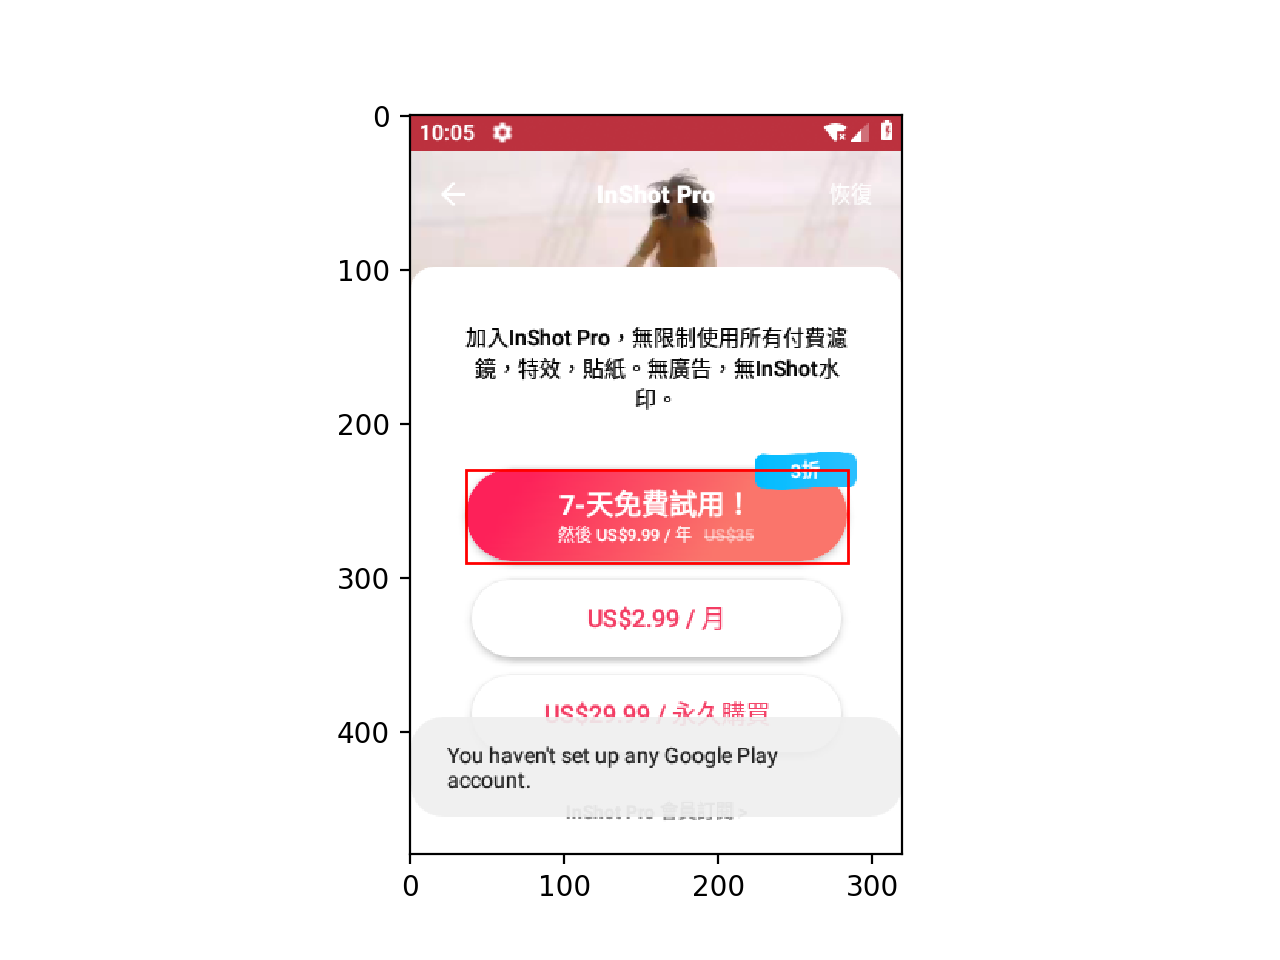 0
10:05
InShot Pro
恢復
100
加入InShot Pro，無限制使用所有付費濾
鏡，特效，貼紙。無廣告，無InShot水
印。
200
3折
7-天免費試用！
然後 US$9.99 / 年 US$35
300
US$2.99 / 月
US$29.99 / 永久購買
400
You haven't set up any Google Play
account.
InShot Pro 會員訂閱 >
0
100
200
300